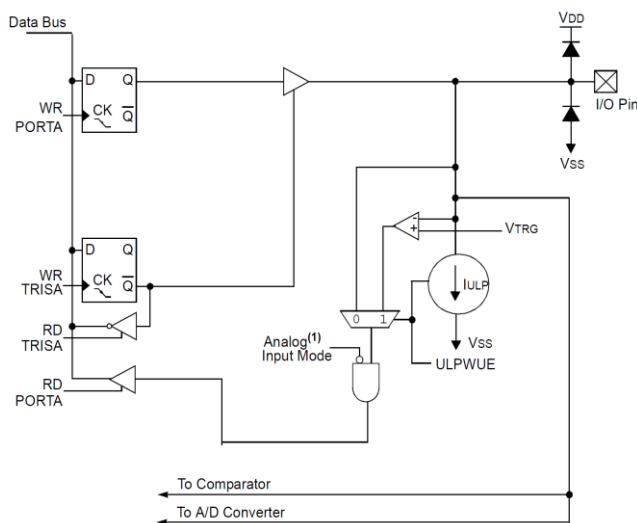 Data Bus
VDD
D Q
WR
PORTA
CK Q
I/O Pin
VSS
-
+
VTRG
D Q
WR
TRISA
CK Q
IULP
RD
TRISA
0 1
VSS
Analog(1)
Input Mode
ULPWUE
RD
PORTA
To Comparator
To A/D Converter